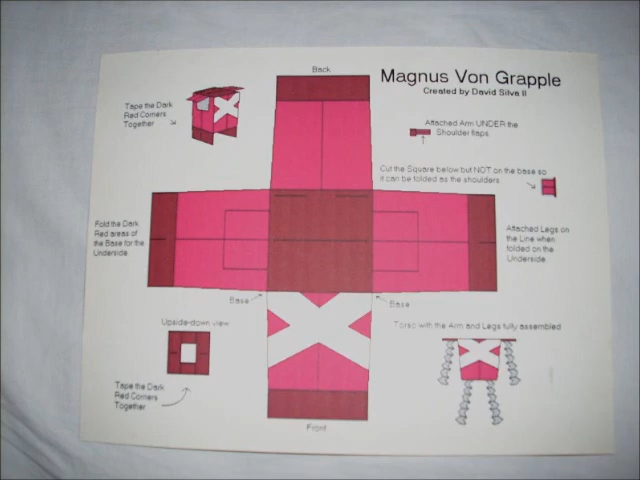 Back
Magnus Von Grapple
Created by David Silva II
Tape the Dark
Red Corners
Together
Attached Arm UNDER the
Shoulder flaps.
Cut the Square below but NOT on the base so
it can be folded as the shoulders.
Fold the Dark
Red areas of
the Base for the
Underside
Attached Legs on
the Line when
folded on the
Underside.
Base
Base
Upside-down view
Torso with the Arm and Legs fully assembled
Tape the Dark
Red Corners
Together
Front